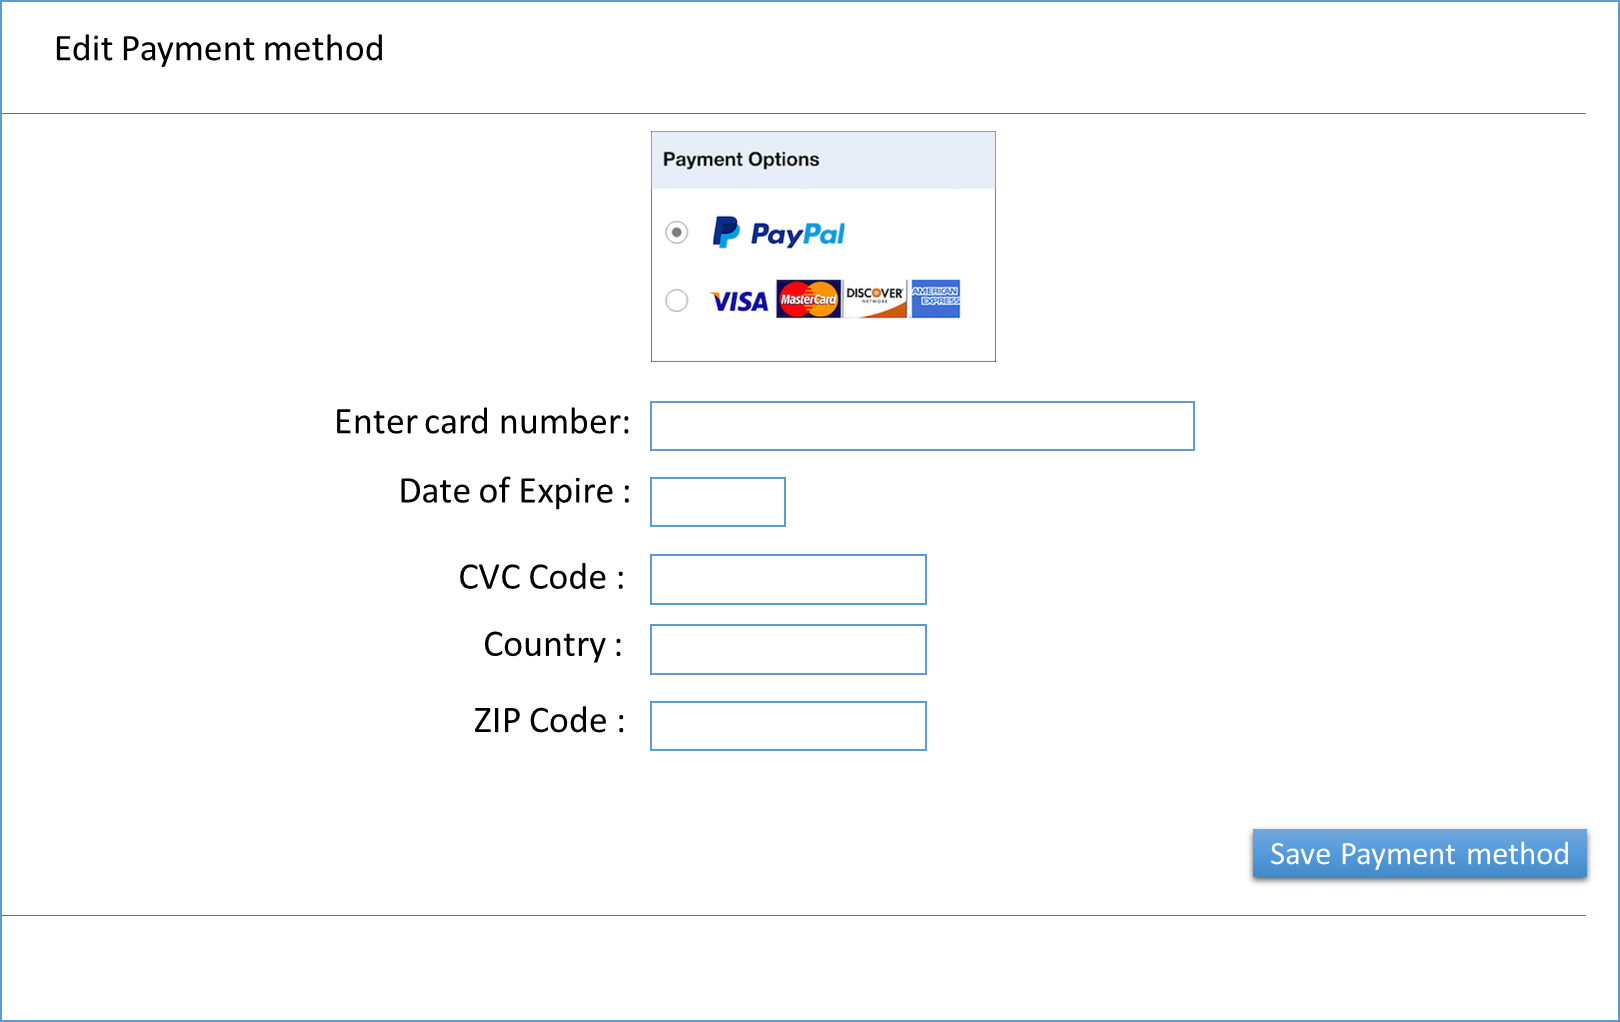 Edit Payment method
Payment Options
PayPal
VISA MasterCard DISCOVER NETWORK AMERICAN EXPRESS
Enter card number:
Date of Expire :
CVC Code :
Country :
ZIP Code :
Save Payment method